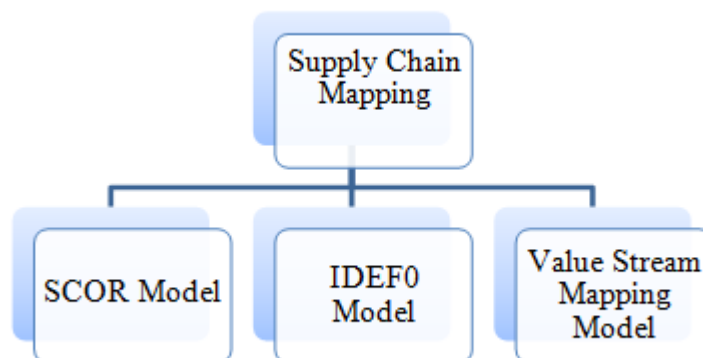 Supply Chain
Mapping
SCOR Model
IDEF0
Model
Value Stream
Mapping
Model